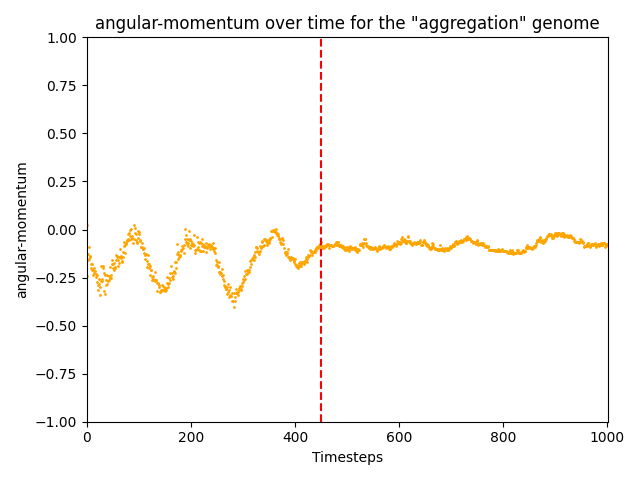 angular-momentum over time for the "aggregation" genome
1.00
0.75
0.50
0.25
0.00
−0.25
−0.50
−0.75
−1.00
angular-momentum
0 200 400 600 800 1000
Timesteps